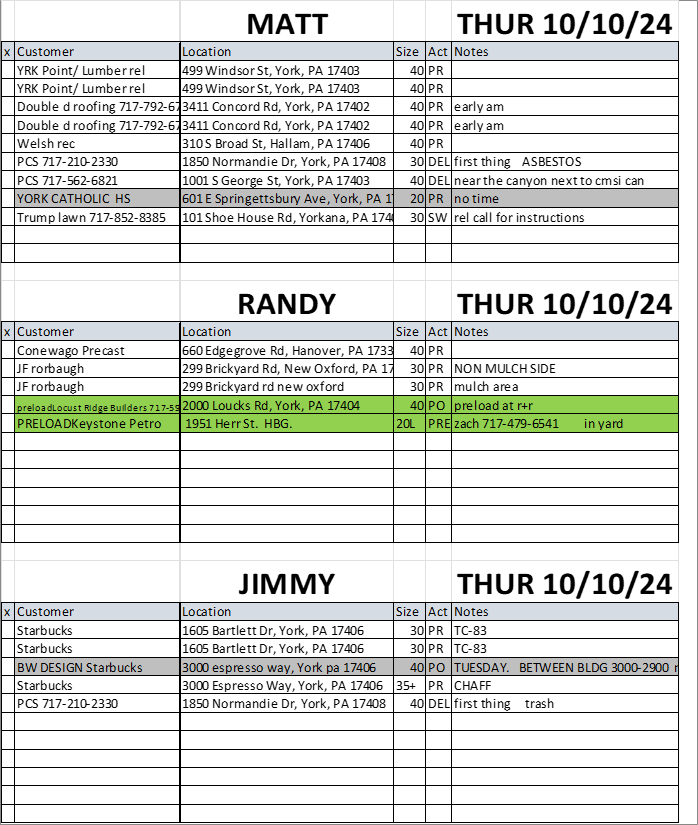 MATT THUR 10/10/24
x Customer Location Size Act Notes
YRK Point/ Lumber rel 499 Windsor St, York, PA 17403 40 PR
YRK Point/ Lumber rel 499 Windsor St, York, PA 17403 40 PR
Double d roofing 717-792-67 3411 Concord Rd, York, PA 17402 40 PR early am
Double d roofing 717-792-67 3411 Concord Rd, York, PA 17402 40 PR early am
Welsh rec 310 S Broad St, Hallam, PA 17406 40 PR
PCS 717-210-2330 1850 Normandie Dr, York, PA 17408 30 DEL first thing ASBESTOS
PCS 717-562-6821 1001 S George St, York, PA 17403 40 DEL near the canyon next to cmsi can
YORK CATHOLIC HS 601 E Springettsbury Ave, York, PA 1 20 PR no time
Trump lawn 717-852-8385 101 Shoe House Rd, Yorkana, PA 174 30 SW rel call for instructions
RANDY THUR 10/10/24
x Customer Location Size Act Notes
Conewago Precast 660 Edgegrove Rd, Hanover, PA 1733 40 PR
JF rorbaugh 299 Brickyard Rd, New Oxford, PA 17 30 PR NON MULCH SIDE
JF rorbaugh 299 Brickyard rd new oxford 30 PR mulch area
preloadLocust Ridge Builders 717-59 2000 Loucks Rd, York, PA 17404 40 PO preload at r+r
PRELOADKeystone Petro 1951 Herr St. HBG. 20L PRE zach 717-479-6541 in yard
JIMMY THUR 10/10/24
x Customer Location Size Act Notes
Starbucks 1605 Bartlett Dr, York, PA 17406 30 PR TC-83
Starbucks 1605 Bartlett Dr, York, PA 17406 30 PR TC-83
BW DESIGN Starbucks 3000 espresso way, York pa 17406 40 PO TUESDAY. BETWEEN BLDG 3000-2900
Starbucks 3000 Espresso Way, York, PA 17406 35+ PR CHAFF
PCS 717-210-2330 1850 Normandie Dr, York, PA 17408 40 DEL first thing trash